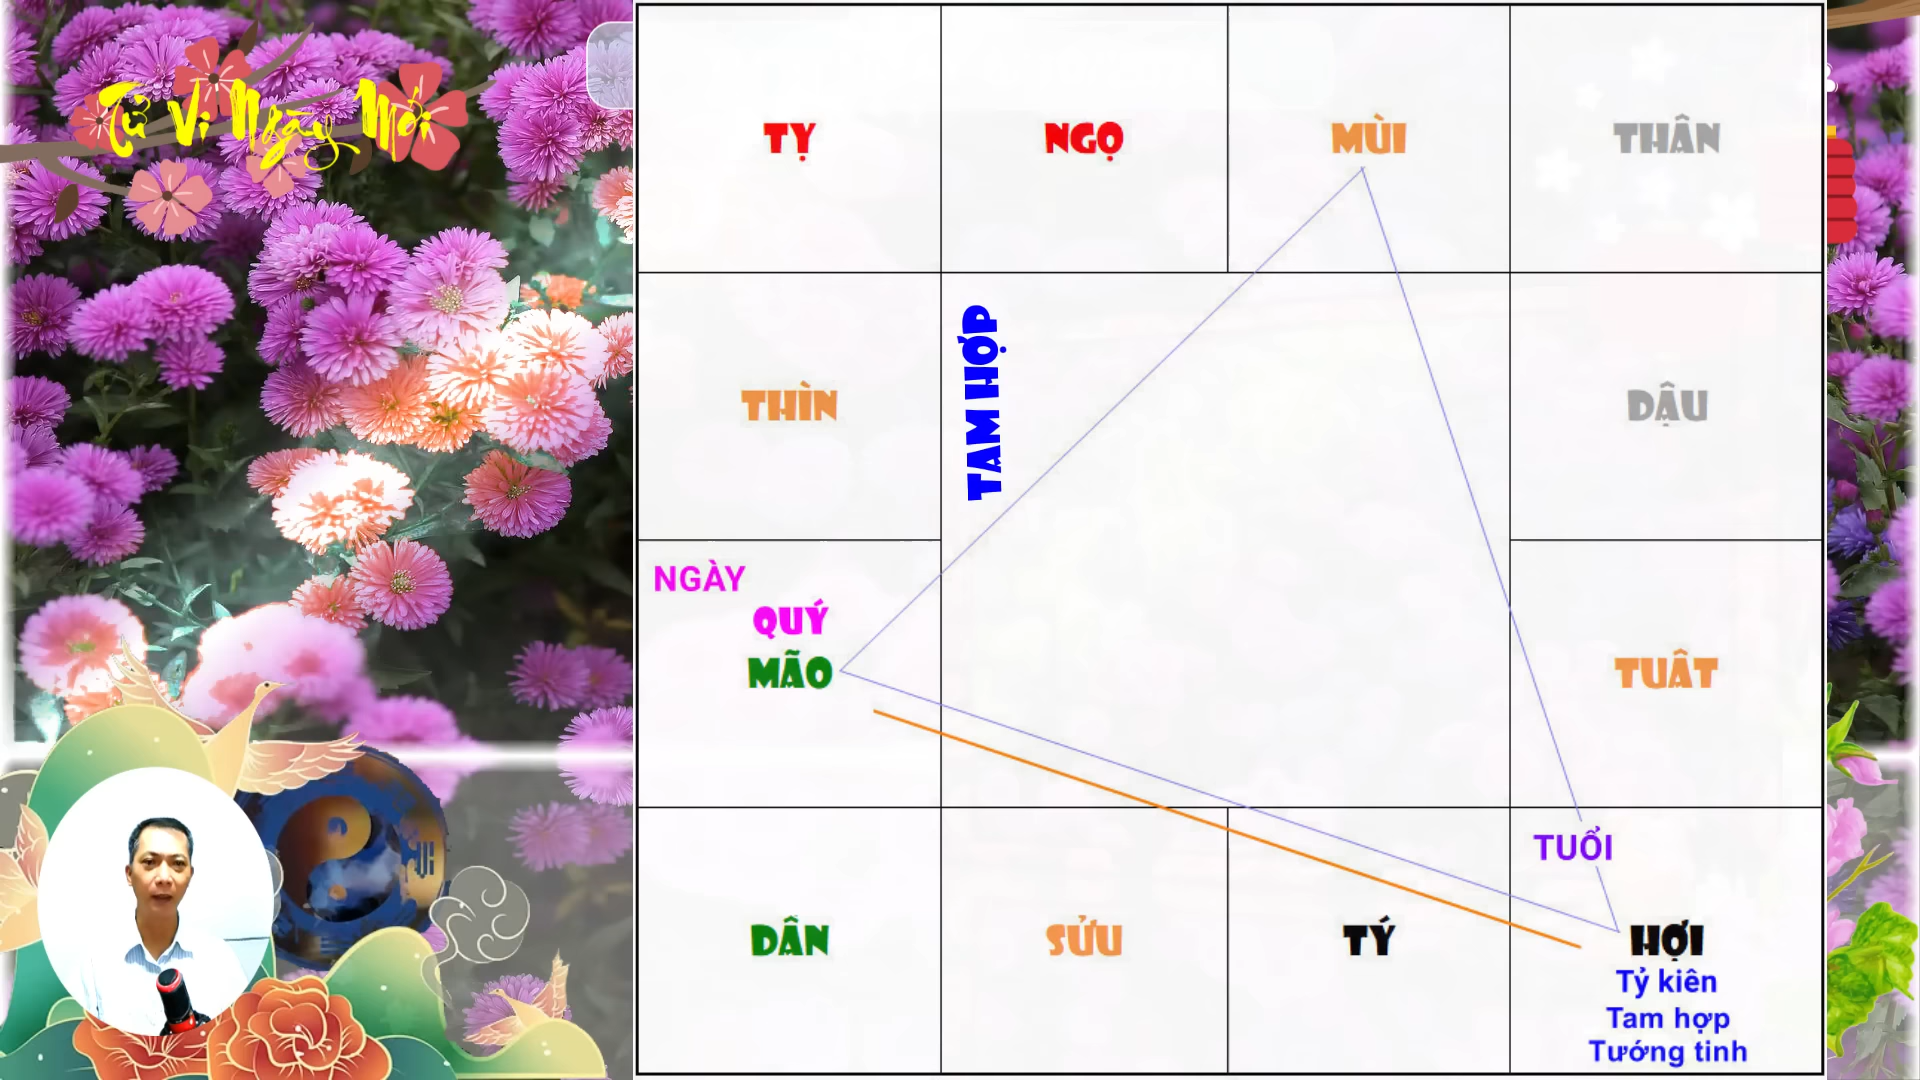 Tử Vi Ngày Mới
TỴ
NGỌ
MÙI
THÂN
THÌN
TAM HỢP
DẬU
NGÀY
QUÝ
MÃO
TUẤT
TUỔI
DẦN
SỬU
TÝ
HỢI
Tỷ kiên
Tam hợp
Tướng tinh